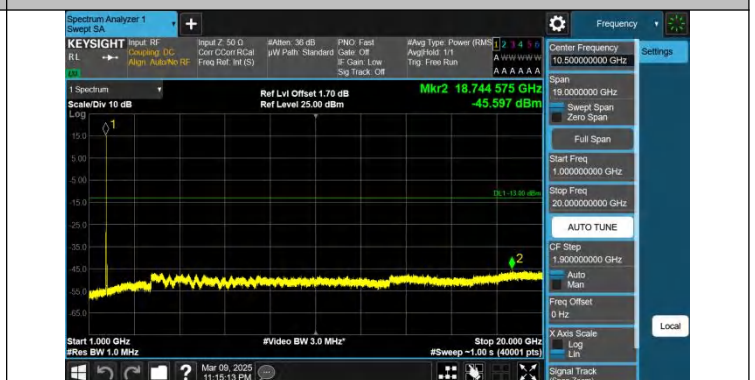 Spectrum Analyzer 1
Swept SA
Frequency
KEYSIGHT
RL
Input: RF
Coupling: DC
Align: Auto/No RF
Input Z: 50 Ω
Corr CCorr RCal
Freq Ref: Int (S)
#Atten: 36 dB
µW Path: Standard
PNO: Fast
Gate: Off
IF Gain: Low
Sig Track: Off
#Avg Type: Power (RMS)
Avg|Hold: 1/1
Trig: Free Run
1 2 3 4 5 6
A W W W W W
A A A A A A
Center Frequency
10.500000000 GHz
Settings
Span
19.0000000 GHz
Swept Span
Zero Span
Full Span
Start Freq
1.000000000 GHz
Stop Freq
20.000000000 GHz
AUTO TUNE
CF Step
1.900000000 GHz
Auto
Man
Freq Offset
0 Hz
X Axis Scale
Log
Lin
Local
Signal Track
1 Spectrum
Scale/Div 10 dB
Log
Ref Lvl Offset 1.70 dB
Ref Level 25.00 dBm
Mkr2 18.744 575 GHz
-45.597 dBm
1
15.0
5.00
-5.00
-15.0
DL1 -13.00 dBm
-25.0
-35.0
-45.0
2
-55.0
-65.0
Start 1.000 GHz
#Res BW 1.0 MHz
#Video BW 3.0 MHz*
Stop 20.000 GHz
#Sweep ~1.00 s (40001 pts)
Mar 09, 2025
11:15:13 PM